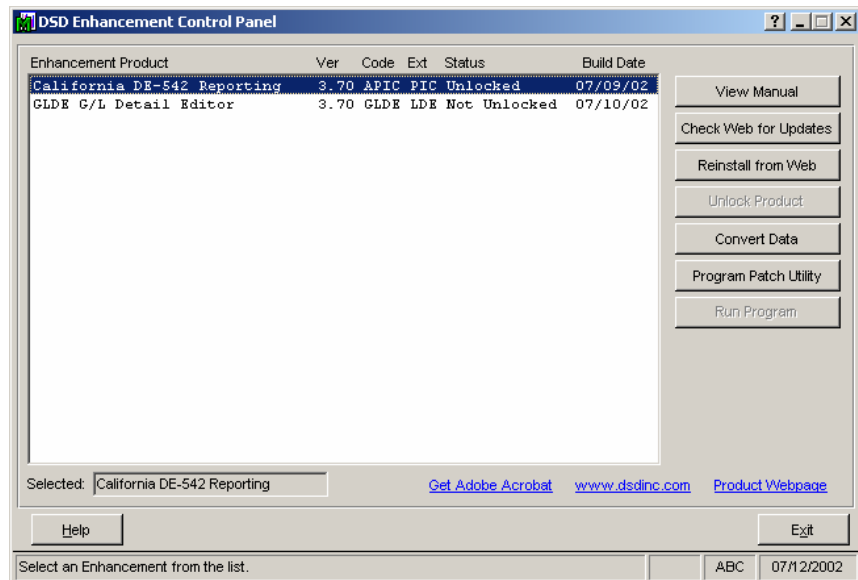 DSD Enhancement Control Panel
Enhancement Product Ver Code Ext Status Build Date
California DE-542 Reporting 3.70 APIC PIC Unlocked 07/09/02
GLDE G/L Detail Editor 3.70 GLDE LDE Not Unlocked 07/10/02
View Manual
Check Web for Updates
Reinstall from Web
Unlock Product
Convert Data
Program Patch Utility
Run Program
Selected: California DE-542 Reporting Get Adobe Acrobat www.dsdinc.com Product Webpage
Help Exit
Select an Enhancement from the list. ABC 07/12/2002